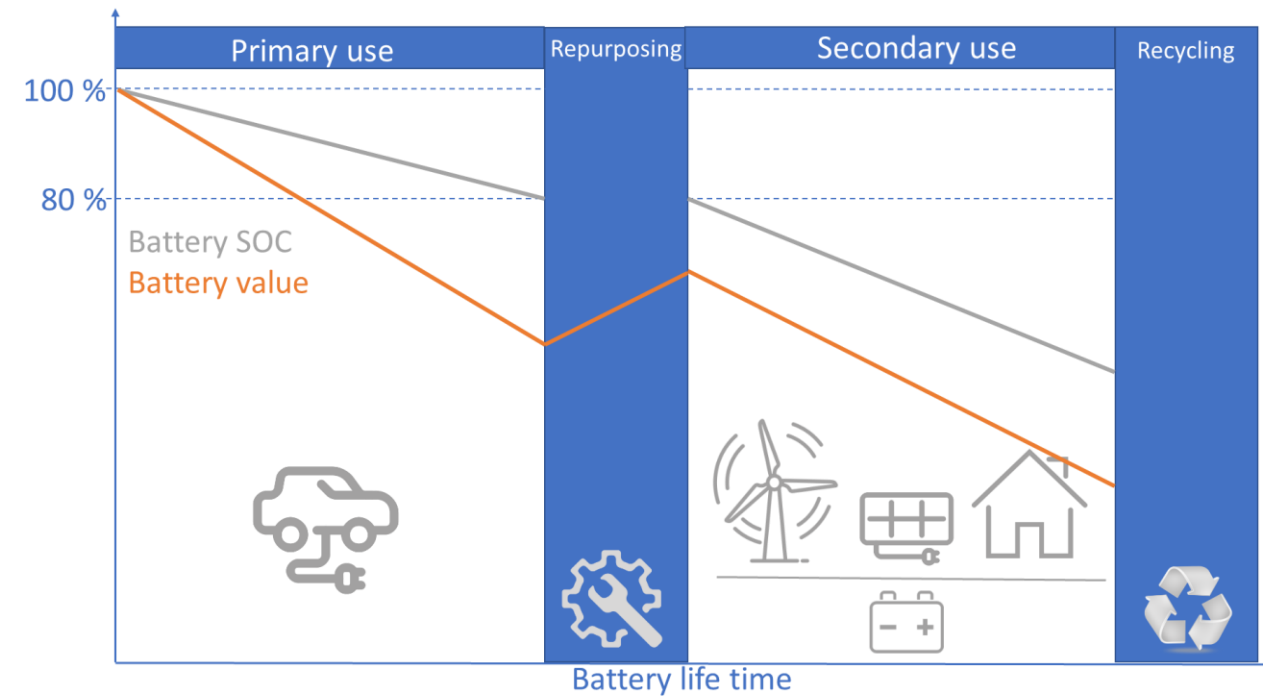 Primary use
Repurposing
Secondary use
Recycling
100 %
80 %
Battery SOC
Battery value
- +
Battery life time